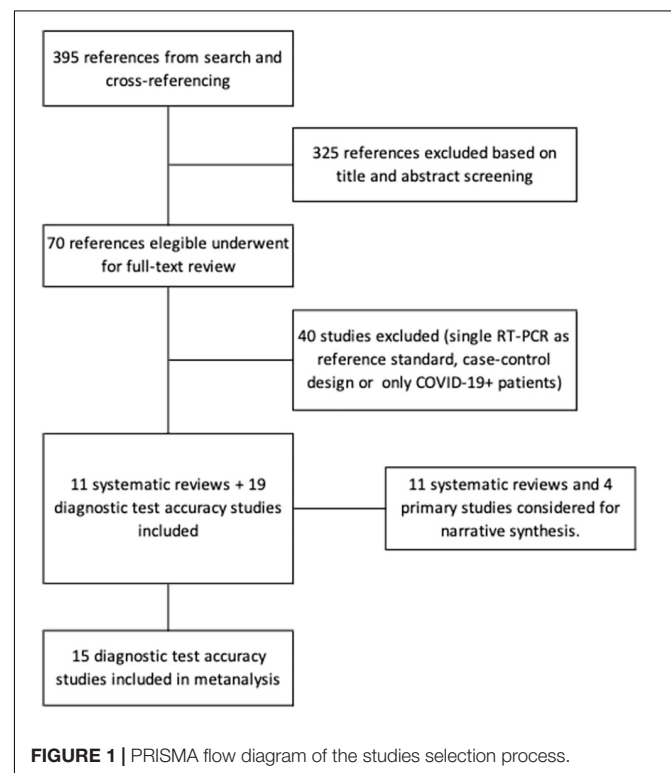 395 references from search and
cross-referencing
325 references excluded based on
title and abstract screening
70 references elegible underwent
for full-text review
40 studies excluded (single RT-PCR as
reference standard, case-control
design or only COVID-19+ patients)
11 systematic reviews + 19
diagnostic test accuracy studies
included
11 systematic reviews and 4
primary studies considered for
narrative synthesis.
15 diagnostic test accuracy
studies included in metanalysis
FIGURE 1 | PRISMA flow diagram of the studies selection process.